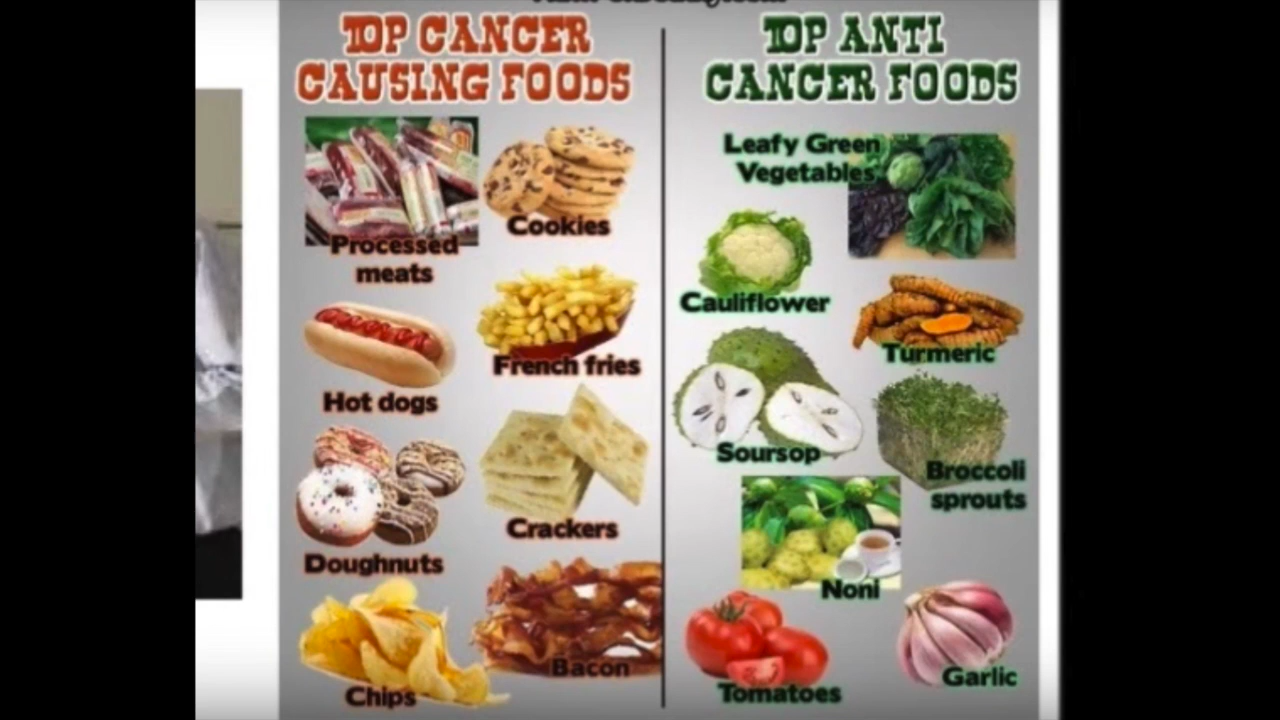 TOP CANCER
CAUSING FOODS
Processed
meats
Cookies
Hot dogs
French fries
Doughnuts
Crackers
Chips
Bacon
TOP ANTI
CANCER FOODS
Leafy Green
Vegetables
Cauliflower
Turmeric
Soursop
Broccoli
sprouts
Noni
Tomatoes
Garlic